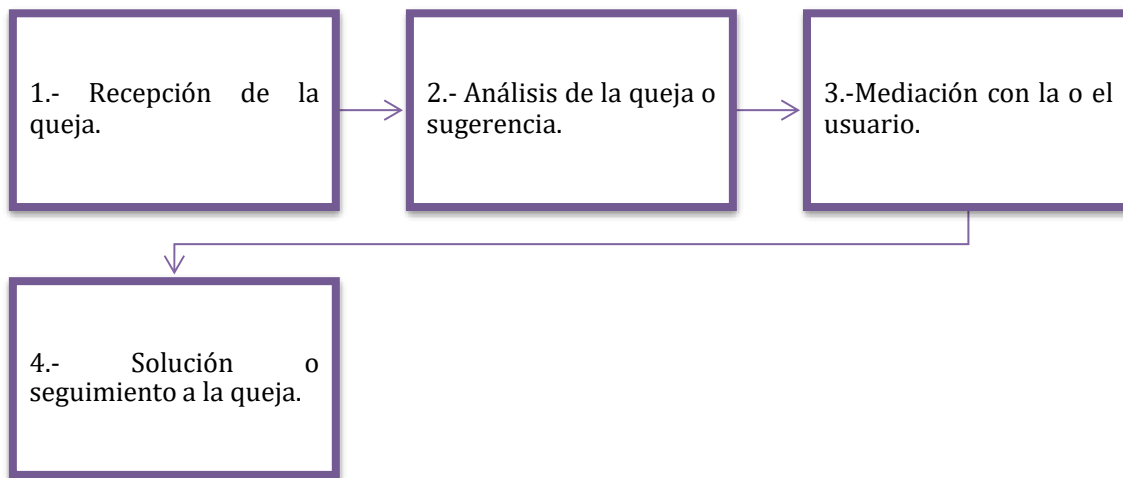 1.- Recepción de la
queja.
2.- Análisis de la queja o
sugerencia.
3.-Mediación con la o el
usuario.
4.- Solución o
seguimiento a la queja.